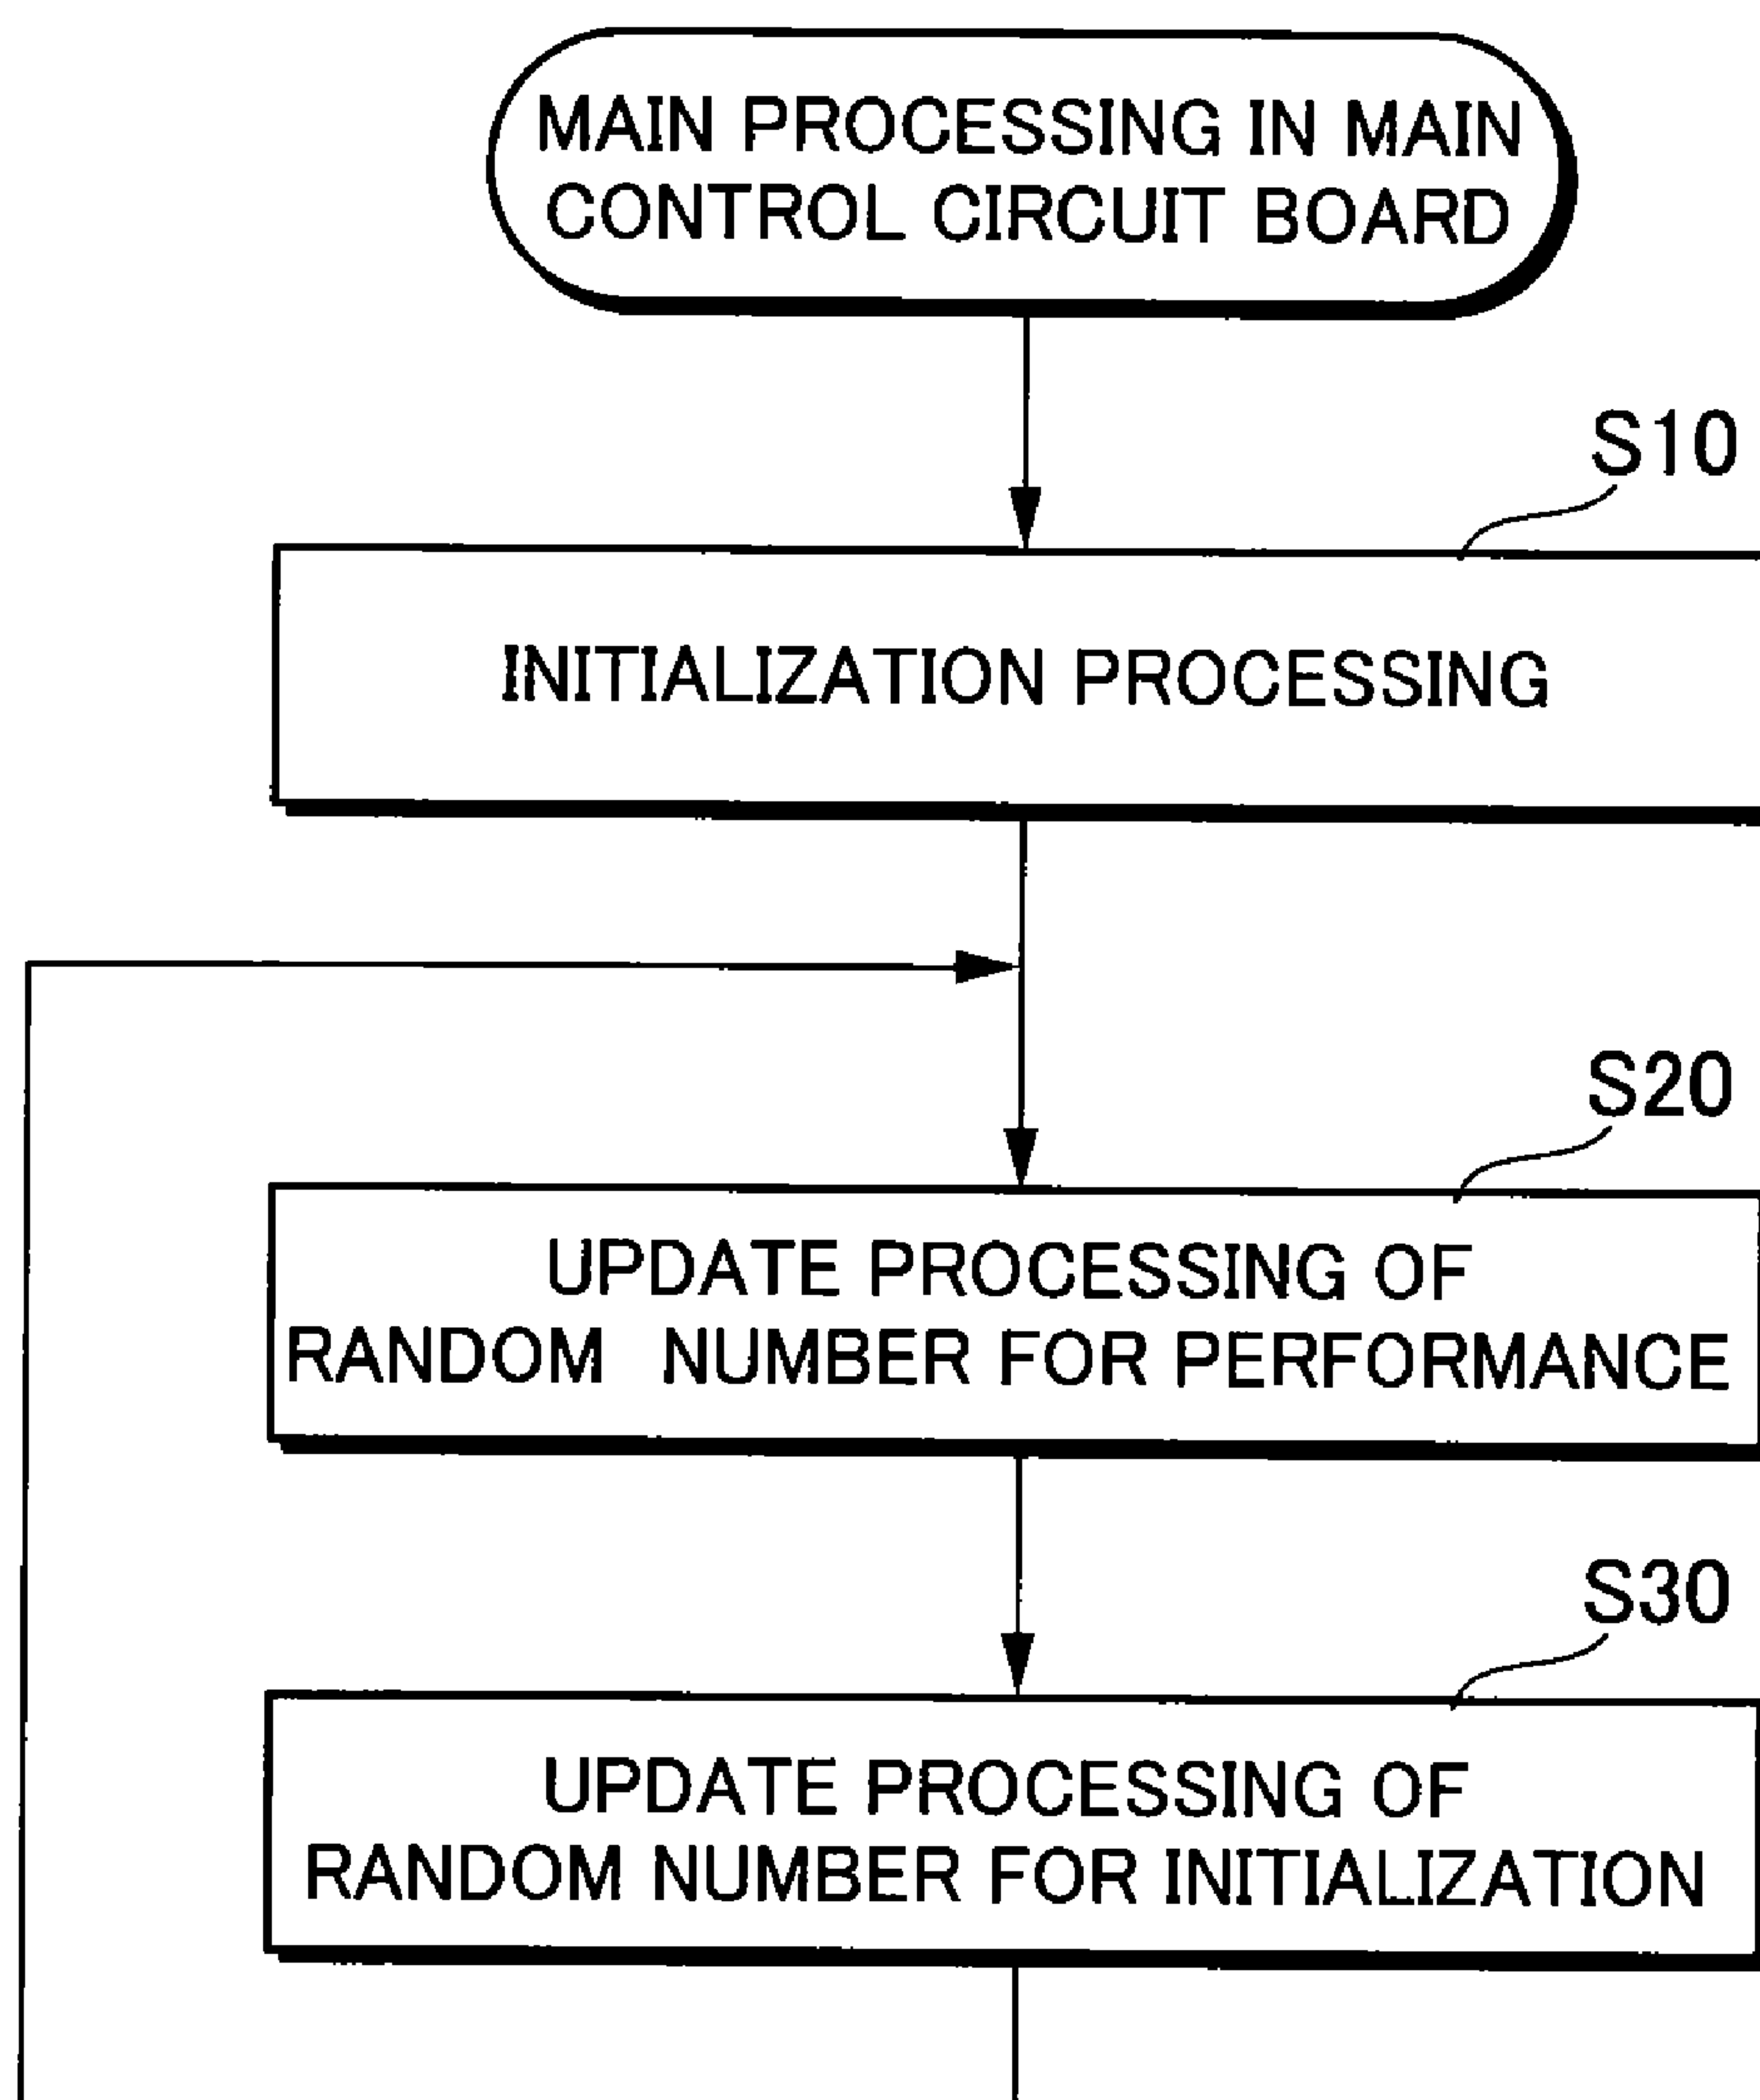 MAIN PROCESSING IN MAIN
CONTROL CIRCUIT BOARD
S10
INITIALIZATION PROCESSING
S20
UPDATE PROCESSING OF
RANDOM NUMBER FOR PERFORMANCE
S30
UPDATE PROCESSING OF
RANDOM NUMBER FOR INITIALIZATION